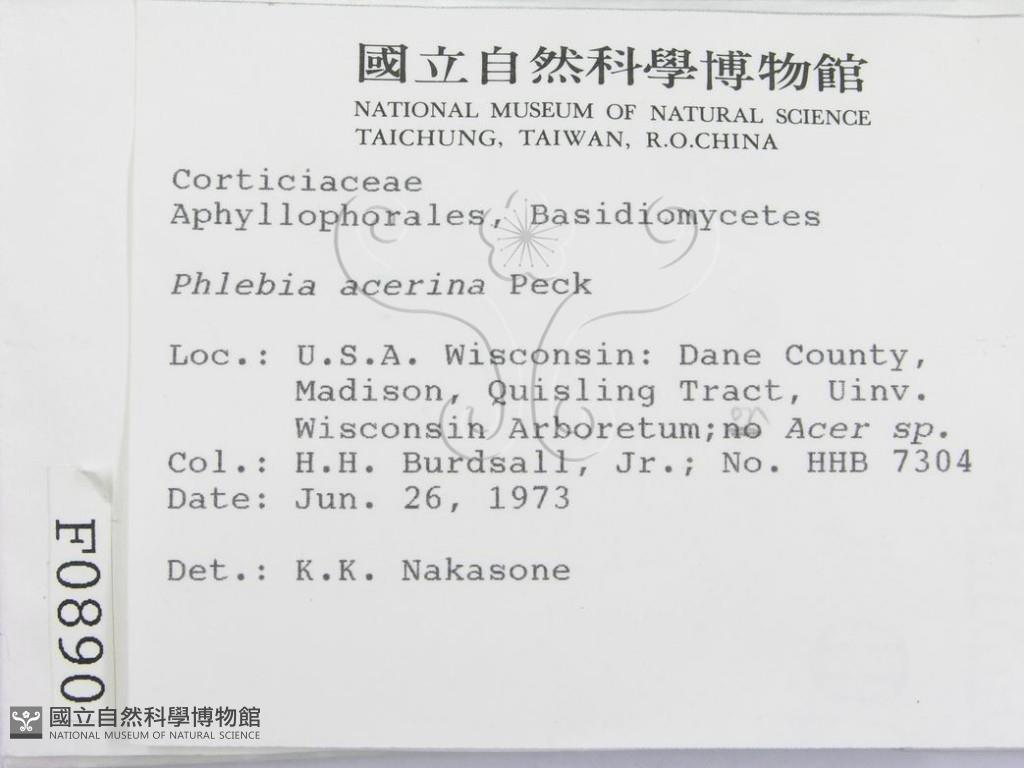 國立自然科學博物館
NATIONAL MUSEUM OF NATURAL SCIENCE
TAICHUNG, TAIWAN, R.O.CHINA
Corticiaceae
Aphyllophorales, Basidiomycetes
Phlebia acerina Peck
Loc.: U.S.A. Wisconsin: Dane County,
Madison, Quisling Tract, Uinv.
Wisconsin Arboretum;no Acer sp.
Col.: H.H. Burdsall, Jr.; No. HHB 7304
Date: Jun. 26, 1973
Det.: K.K. Nakasone
F0890
國立自然科學博物館
NATIONAL MUSEUM OF NATURAL SCIENCE